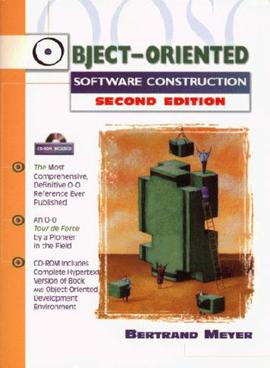 OOSC
OBJECT-ORIENTED
SOFTWARE CONSTRUCTION
SECOND EDITION
CD-ROM INCLUDED
The Most
Comprehensive,
Definitive O-O
Reference Ever
Published
An O-O
Tour de Force
by a Pioneer
in the Field
CD-ROM Includes
Complete Hypertext
Version of Book
AND Object-Oriented
Development
Environment
BERTRAND MEYER